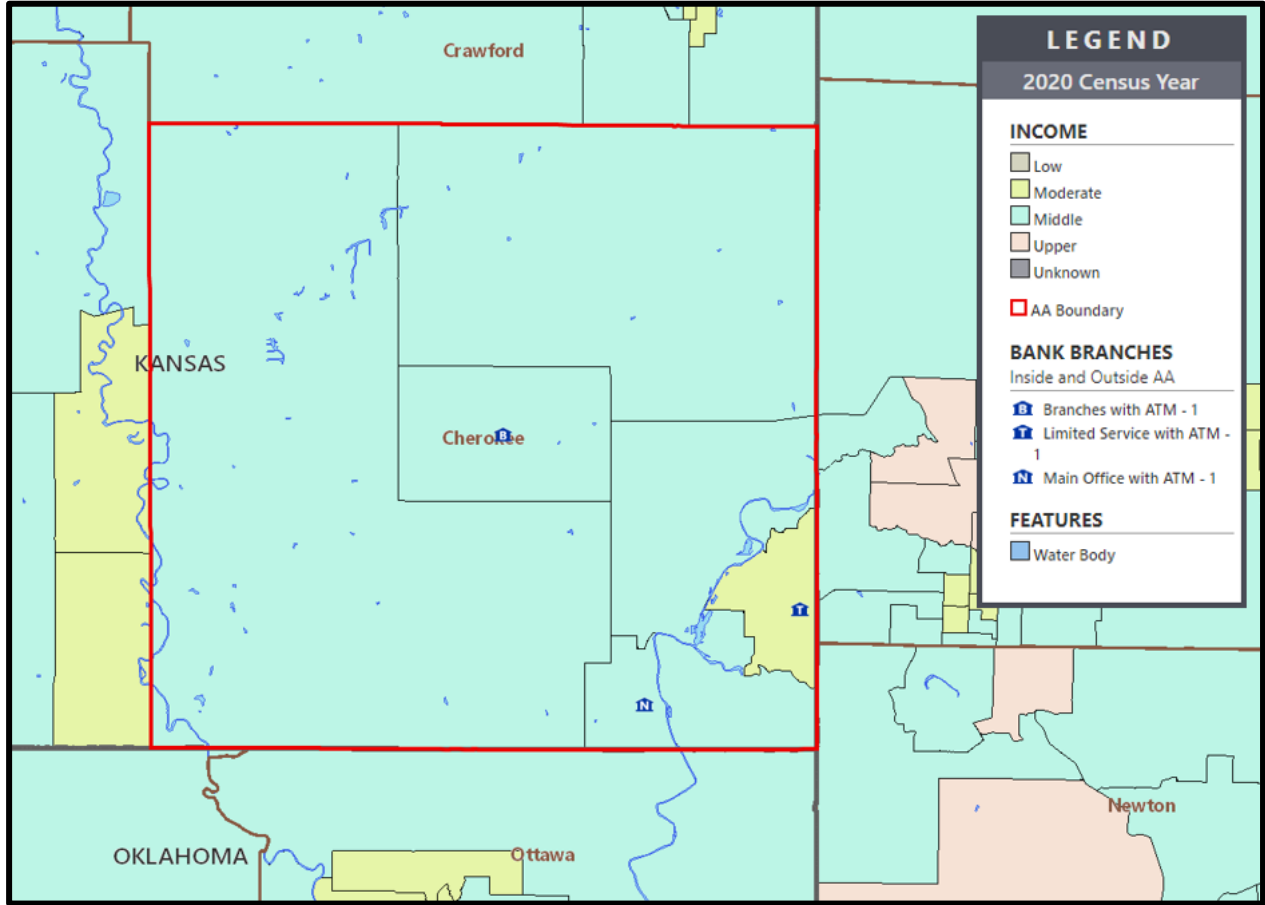 Crawford
KANSAS
Cherokee
B
T
N
Newton
OKLAHOMA
Ottawa
LEGEND
2020 Census Year
INCOME
Low
Moderate
Middle
Upper
Unknown
AA Boundary
BANK BRANCHES
Inside and Outside AA
B Branches with ATM - 1
T Limited Service with ATM -
1
N Main Office with ATM - 1
FEATURES
Water Body